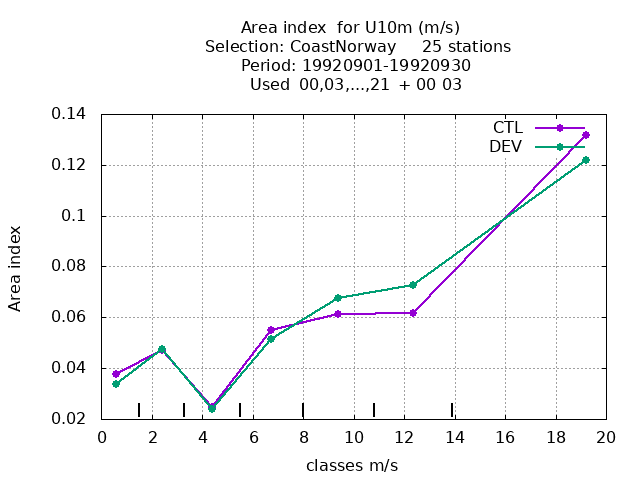 Area index for U10m (m/s)
Selection: CoastNorway 25 stations
Period: 19920901-19920930
Used 00,03,...,21 + 00 03
CTL
DEV
0.14
0.12
0.1
0.08
0.06
0.04
0.02
Area index
0 2 4 6 8 10 12 14 16 18 20
classes m/s